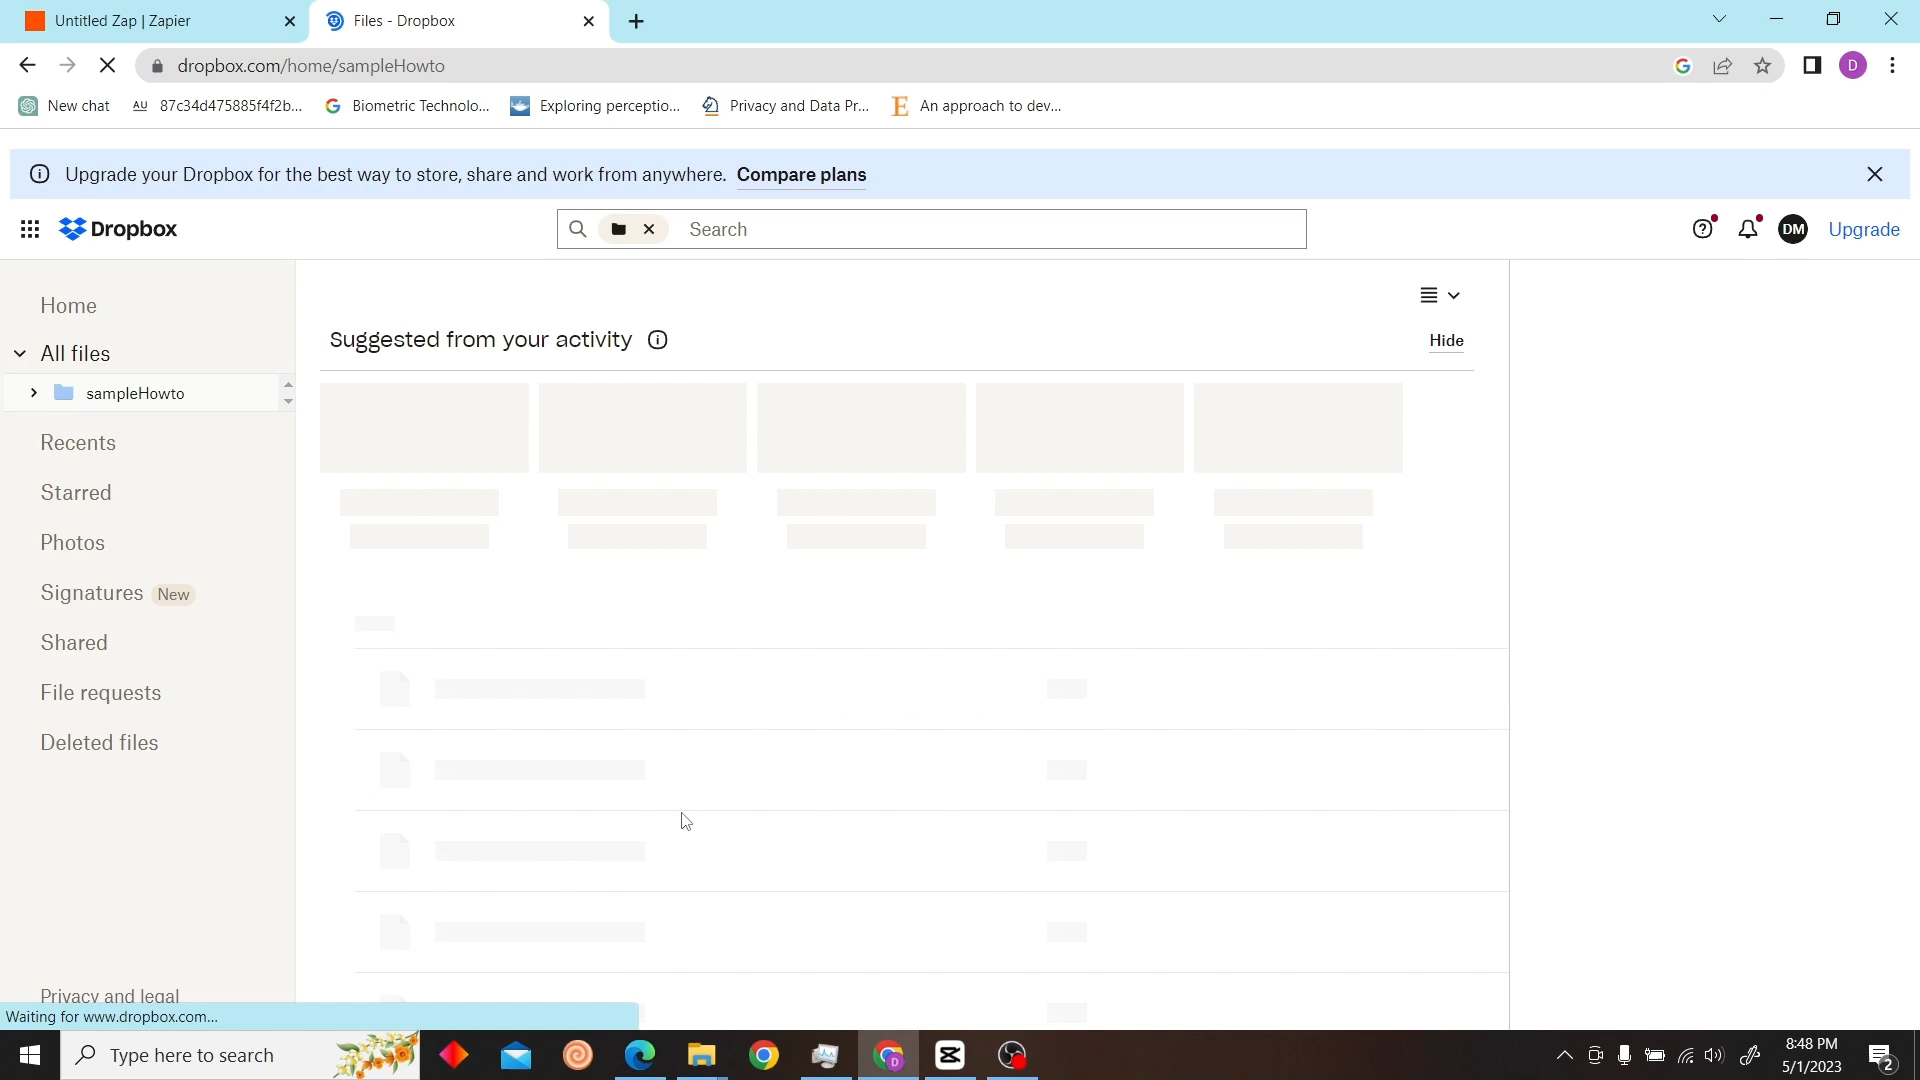 Untitled Zap | Zapier
Files - Dropbox
dropbox.com/home/sampleHowto
D
New chat
AU 87c34d475885f4f2b...
Biometric Technolo...
Exploring perceptio...
Privacy and Data Pr...
E An approach to dev...
Upgrade your Dropbox for the best way to store, share and work from anywhere. Compare plans
Dropbox
Search
DM
Upgrade
Home
All files
sampleHowto
Recents
Starred
Photos
Signatures New
Shared
File requests
Deleted files
Privacy and legal
Suggested from your activity
Hide
Waiting for www.dropbox.com...
Type here to search
D
8:48 PM
5/1/2023
2